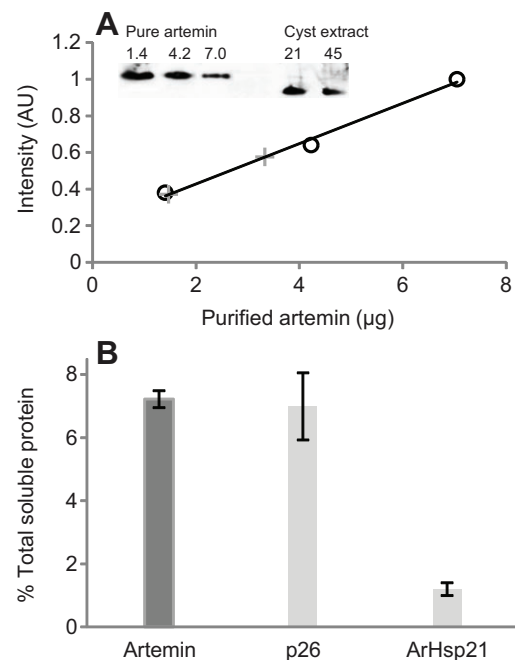 A
Pure artemin Cyst extract
1.4 4.2 7.0 21 45
1.2
1
0.8
0.6
0.4
0.2
0
Intensity (AU)
0 2 4 6 8
Purified artemin (µg)
B
8
6
4
2
0
% Total soluble protein
Artemin p26 ArHsp21